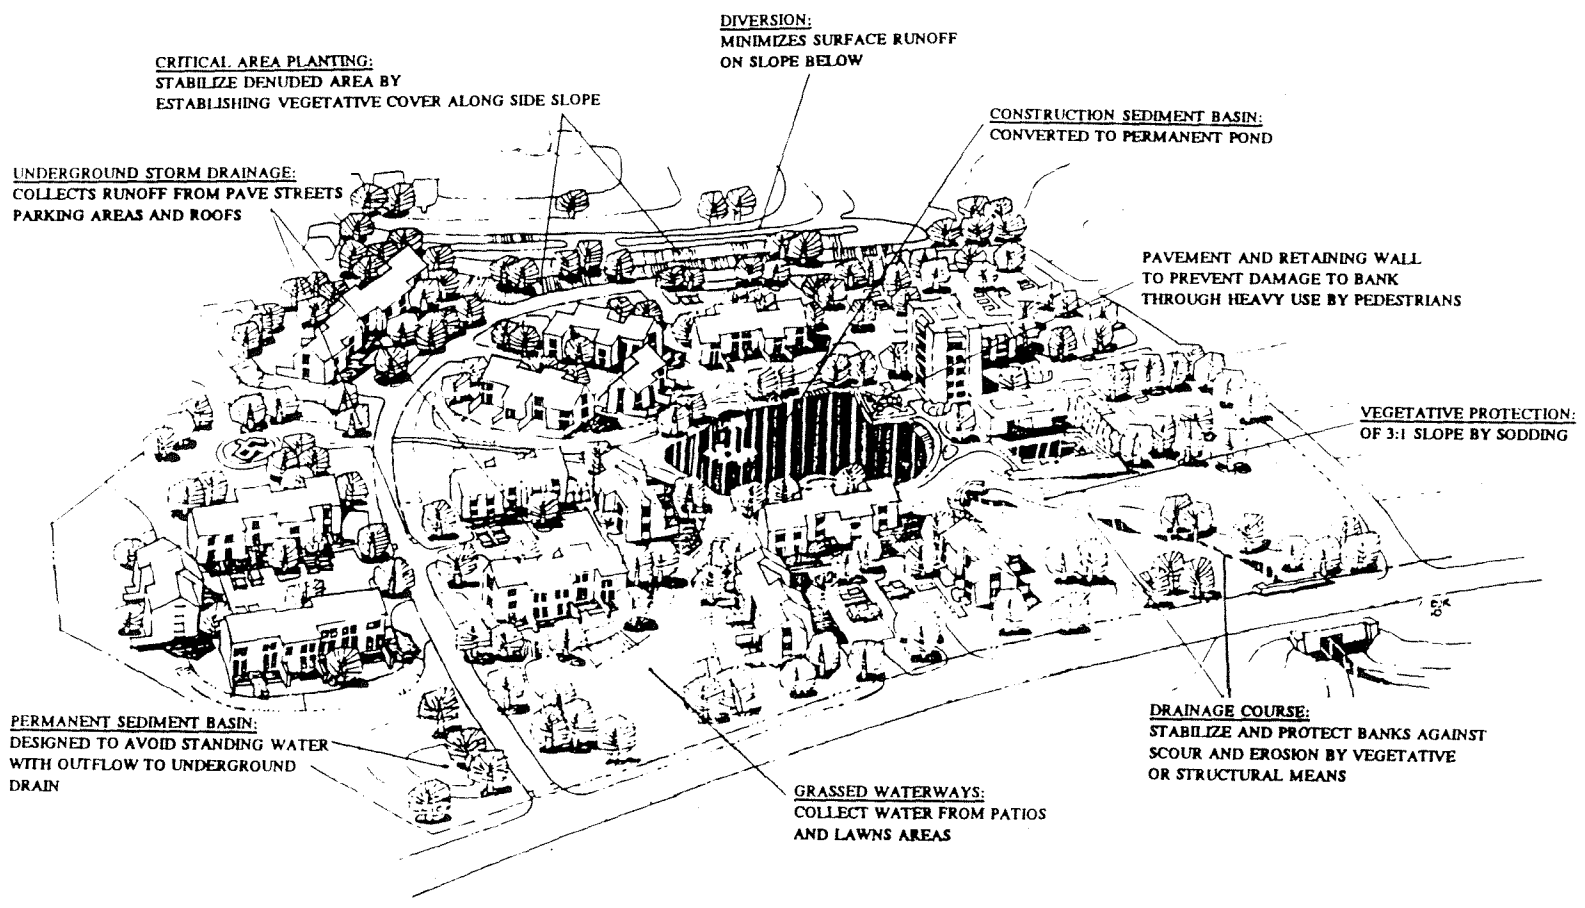 DIVERSION:
MINIMIZES SURFACE RUNOFF
ON SLOPE BELOW
CRITICAL AREA PLANTING:
STABILIZE DENUDED AREA BY
ESTABLISHING VEGETATIVE COVER ALONG SIDE SLOPE
CONSTRUCTION SEDIMENT BASIN:
CONVERTED TO PERMANENT POND
UNDERGROUND STORM DRAINAGE:
COLLECTS RUNOFF FROM PAVE STREETS
PARKING AREAS AND ROOFS
PAVEMENT AND RETAINING WALL
TO PREVENT DAMAGE TO BANK
THROUGH HEAVY USE BY PEDESTRIANS
VEGETATIVE PROTECTION:
OF 3:1 SLOPE BY SODDING
PERMANENT SEDIMENT BASIN:
DESIGNED TO AVOID STANDING WATER
WITH OUTFLOW TO UNDERGROUND
DRAIN
DRAINAGE COURSE:
STABILIZE AND PROTECT BANKS AGAINST
SCOUR AND EROSION BY VEGETATIVE
OR STRUCTURAL MEANS
GRASSED WATERWAYS:
COLLECT WATER FROM PATIOS
AND LAWNS AREAS